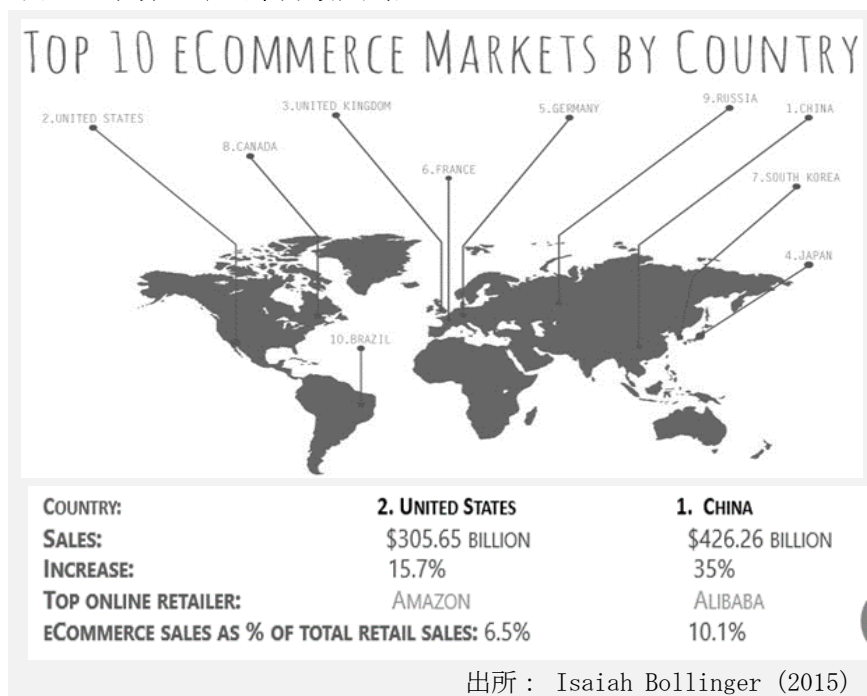 TOP 10 ECOMMERCE MARKETS BY COUNTRY
9.RUSSIA
3.UNITED KINGDOM
5.GERMANY
1.CHINA
2.UNITED STATES
8.CANADA
6.FRANCE
7.SOUTH KOREA
4.JAPAN
10.BRAZIL
COUNTRY: 2. UNITED STATES 1. CHINA
SALES: $305.65 BILLION $426.26 BILLION
INCREASE: 15.7% 35%
TOP ONLINE RETAILER: AMAZON ALIBABA
ECOMMERCE SALES AS % OF TOTAL RETAIL SALES: 6.5% 10.1%
出所: Isaiah Bollinger (2015)